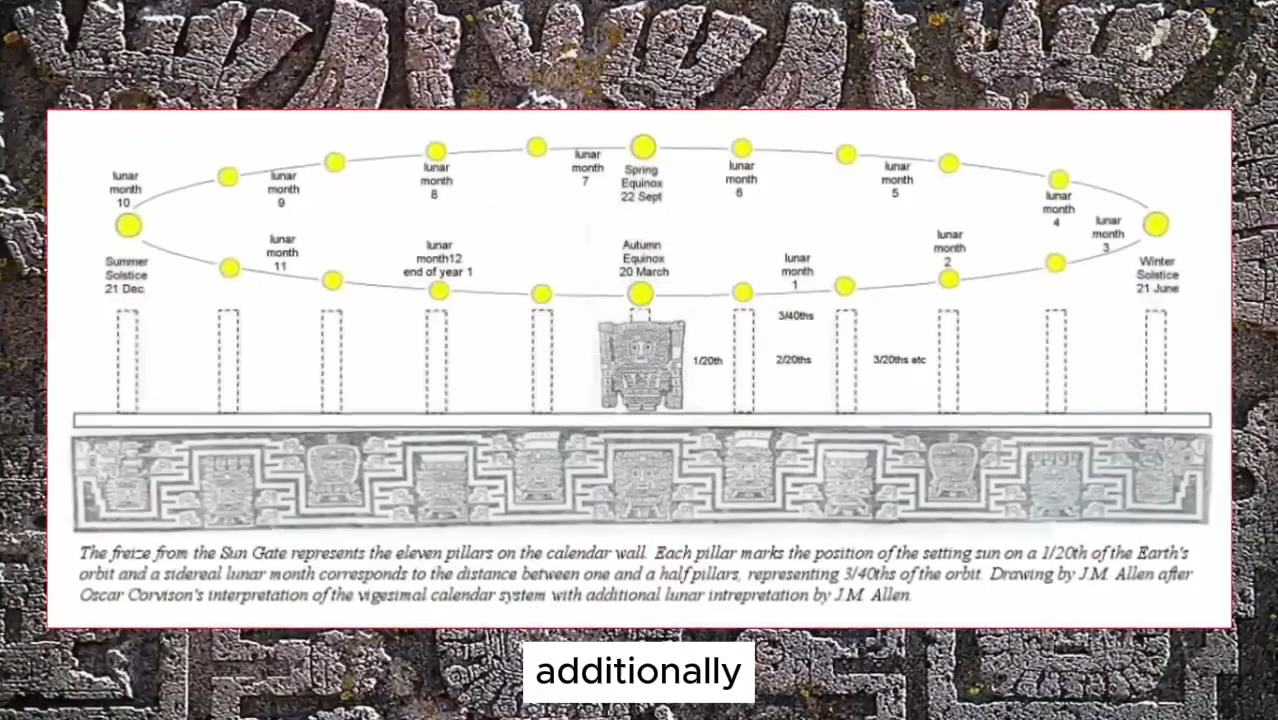 lunar
month
10
lunar
month
9
lunar
month
8
lunar
month
7
Spring
Equinox
22 Sept
lunar
month
6
lunar
month
5
lunar
month
4
lunar
month
3
Summer
Solstice
21 Dec
lunar
month
11
lunar
month12
end of year 1
Autumn
Equinox
20 March
lunar
month
1
lunar
month
2
Winter
Solstice
21 June
3/40ths
1/20th
2/20ths
3/20ths etc
The freize from the Sun Gate represents the eleven pillars on the calendar wall. Each pillar marks the position of the setting sun on a 1/20th of the Earth's
orbit and a sidereal lunar month corresponds to the distance between one and a half pillars, representing 3/40ths of the orbit. Drawing by J.M. Allen after
Oscar Corvison's interpretation of the vigesimal calendar system with additional lunar intrepretation by J.M. Allen.
additionally